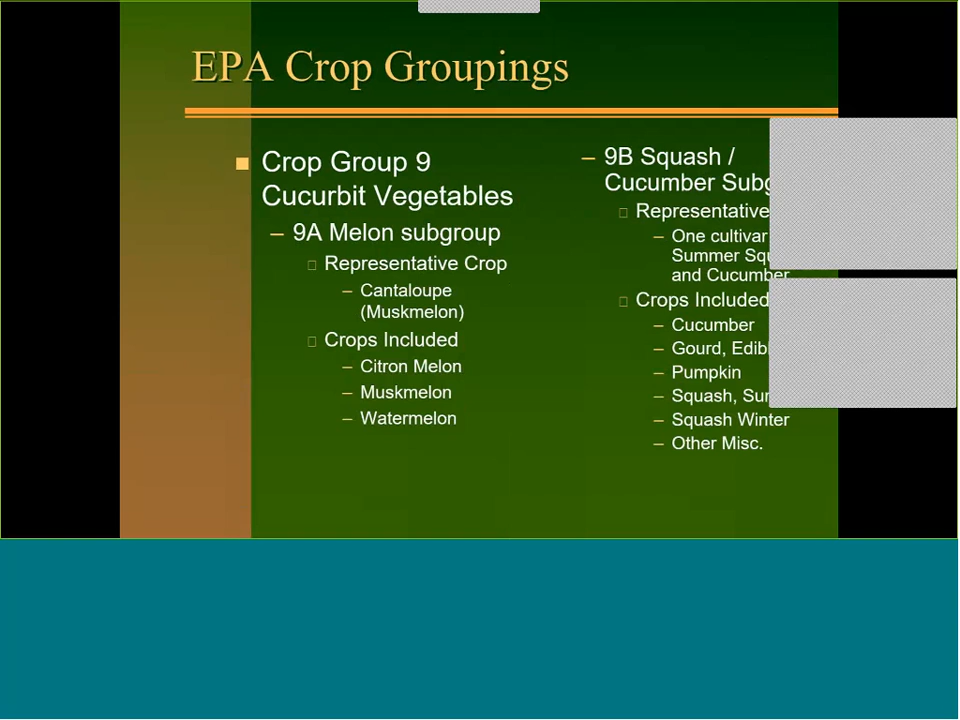 EPA Crop Groupings
Crop Group 9
Cucurbit Vegetables
– 9A Melon subgroup
Representative Crop
– Cantaloupe
(Muskmelon)
Crops Included
– Citron Melon
– Muskmelon
– Watermelon
– 9B Squash /
Cucumber
Representative
– One cultivar
Summer
and Cucumber
Crops Included
– Cucumber
– Gourd,
– Pumpkin
– Squash,
– Squash Winter
– Other Misc.